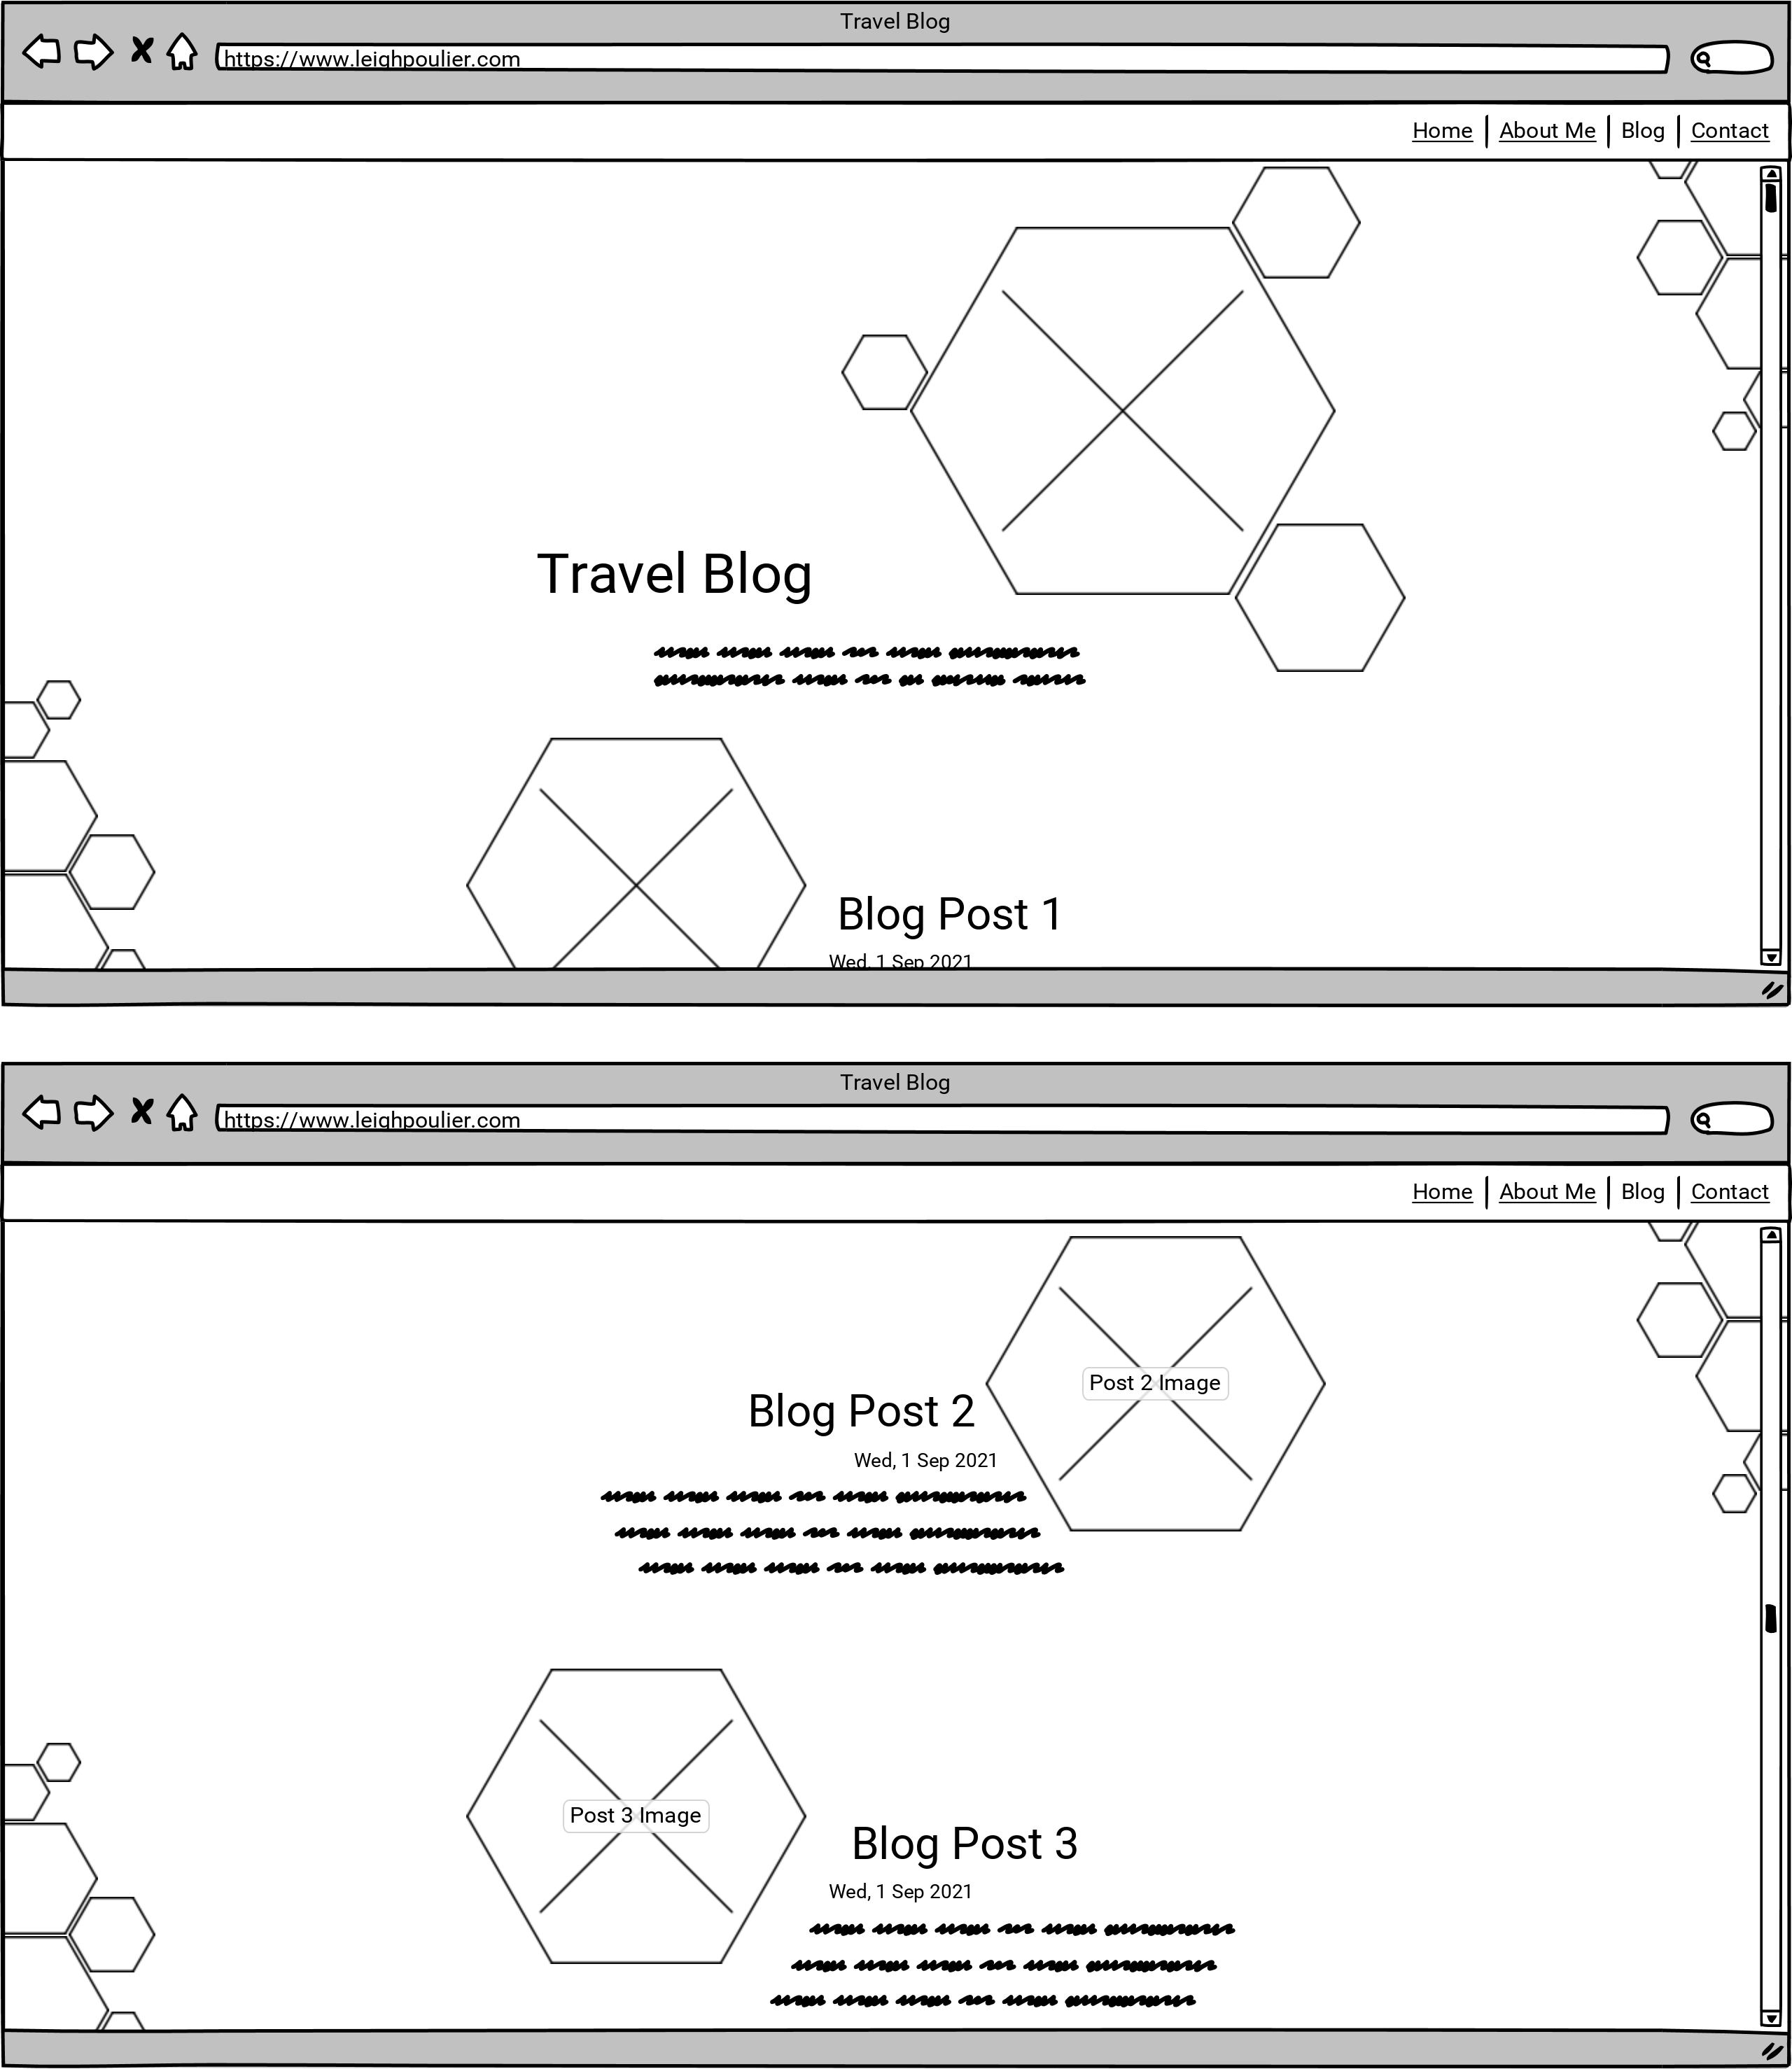 Travel Blog
https://www.leighpoulier.com
Home About Me Blog Contact
Travel Blog
Blog Post 1
Wed, 1 Sep 2021
Travel Blog
https://www.leighpoulier.com
Home About Me Blog Contact
Post 2 Image
Blog Post 2
Wed, 1 Sep 2021
Post 3 Image
Blog Post 3
Wed, 1 Sep 2021